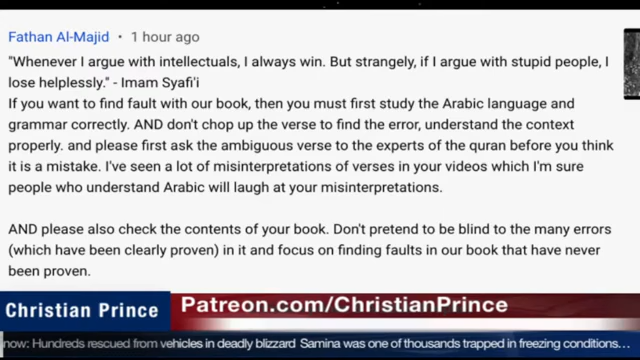 Fathan Al-Majid • 1 hour ago
"Whenever I argue with intellectuals, I always win. But strangely, if I argue with stupid people, I
lose helplessly." - Imam Syafi'i
If you want to find fault with our book, then you must first study the Arabic language and
grammar correctly. AND don't chop up the verse to find the error, understand the context
properly. and please first ask the ambiguous verse to the experts of the quran before you think
it is a mistake. I've seen a lot of misinterpretations of verses in your videos which I'm sure
people who understand Arabic will laugh at your misinterpretations.
AND please also check the contents of your book. Don't pretend to be blind to the many errors
(which have been clearly proven) in it and focus on finding faults in our book that have never
been proven.
Christian Prince
Patreon.com/ChristianPrince
now: Hundreds rescued from vehicles in deadly blizzard Samina was one of thousands trapped in freezing conditions...